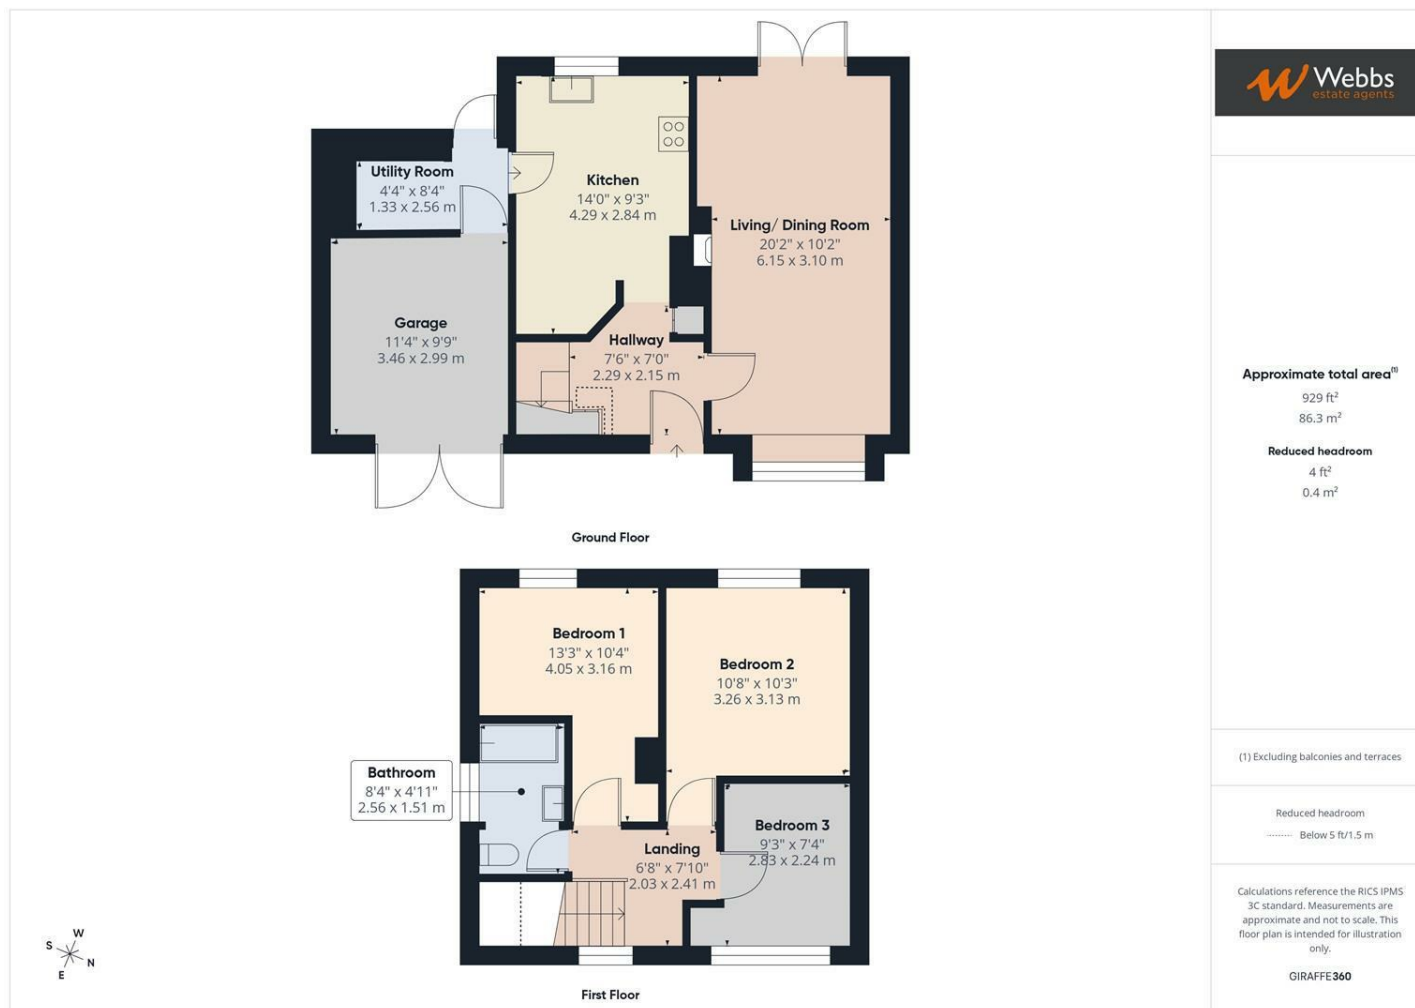 Utility Room
4'4" x 8'4"
1.33 x 2.56 m
Kitchen
14'0" x 9'3"
4.29 x 2.84 m
Living/ Dining Room
20'2" x 10'2"
6.15 x 3.10 m
Garage
11'4" x 9'9"
3.46 x 2.99 m
Hallway
7'6" x 7'0"
2.29 x 2.15 m
Ground Floor
Bedroom 1
13'3" x 10'4"
4.05 x 3.16 m
Bedroom 2
10'8" x 10'3"
3.26 x 3.13 m
Bathroom
8'4" x 4'11"
2.56 x 1.51 m
Landing
6'8" x 7'10"
2.03 x 2.41 m
Bedroom 3
9'3" x 7'4"
2.83 x 2.24 m
First Floor
W
S
N
E
Webbs
estate agents
Approximate total area(1)
929 ft²
86.3 m²
Reduced headroom
4 ft²
0.4 m²
(1) Excluding balconies and terraces
Reduced headroom
Below 5 ft/1.5 m
Calculations reference the RICS IPMS
3C standard. Measurements are
approximate and not to scale. This
floor plan is intended for illustration
only.
GIRAFFE360